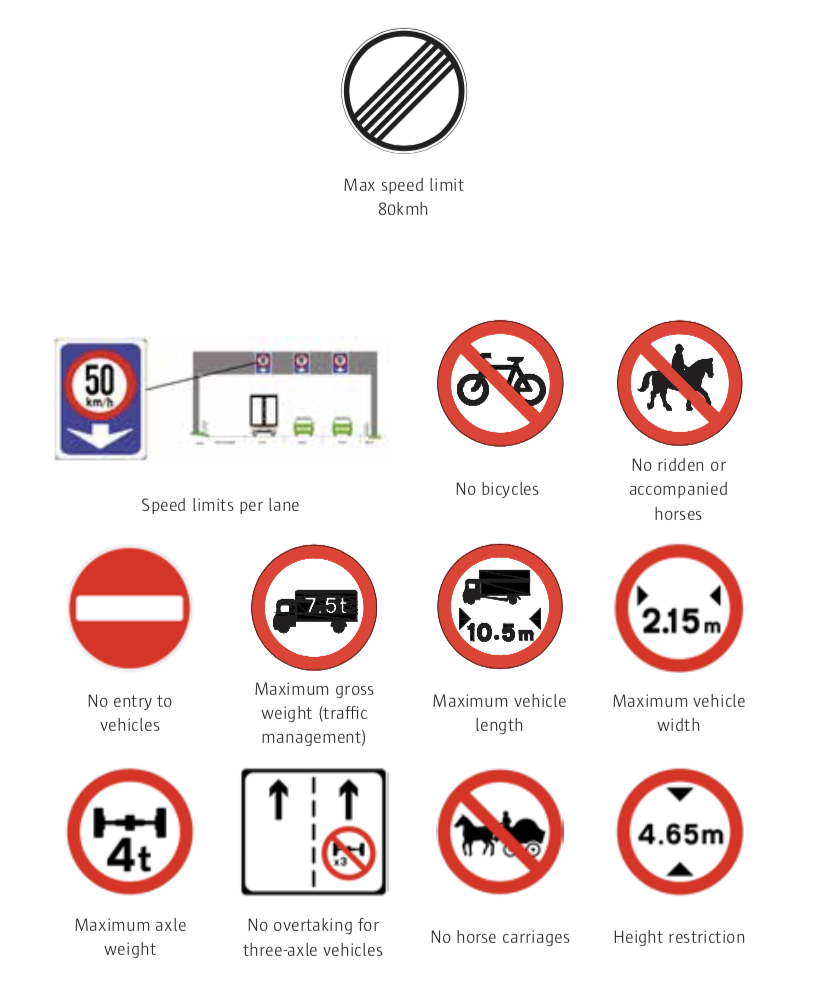 Max speed limit
80kmh
50
km/h
Speed limits per lane
No bicycles
No ridden or
accompanied
horses
7.5t
10.5m
2.15m
No entry to
vehicles
Maximum gross
weight (traffic
management)
Maximum vehicle
length
Maximum vehicle
width
4t
x3
4.65m
Maximum axle
weight
No overtaking for
three-axle vehicles
No horse carriages
Height restriction